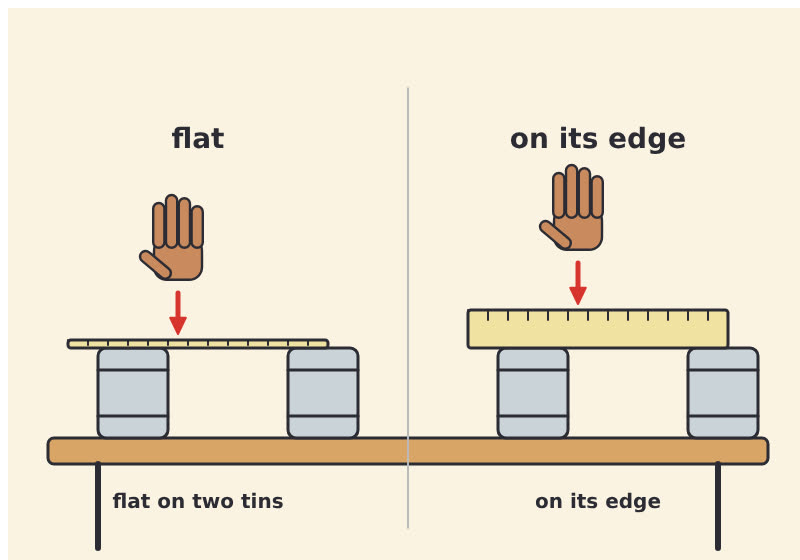 flat
on its edge
flat on two tins
on its edge